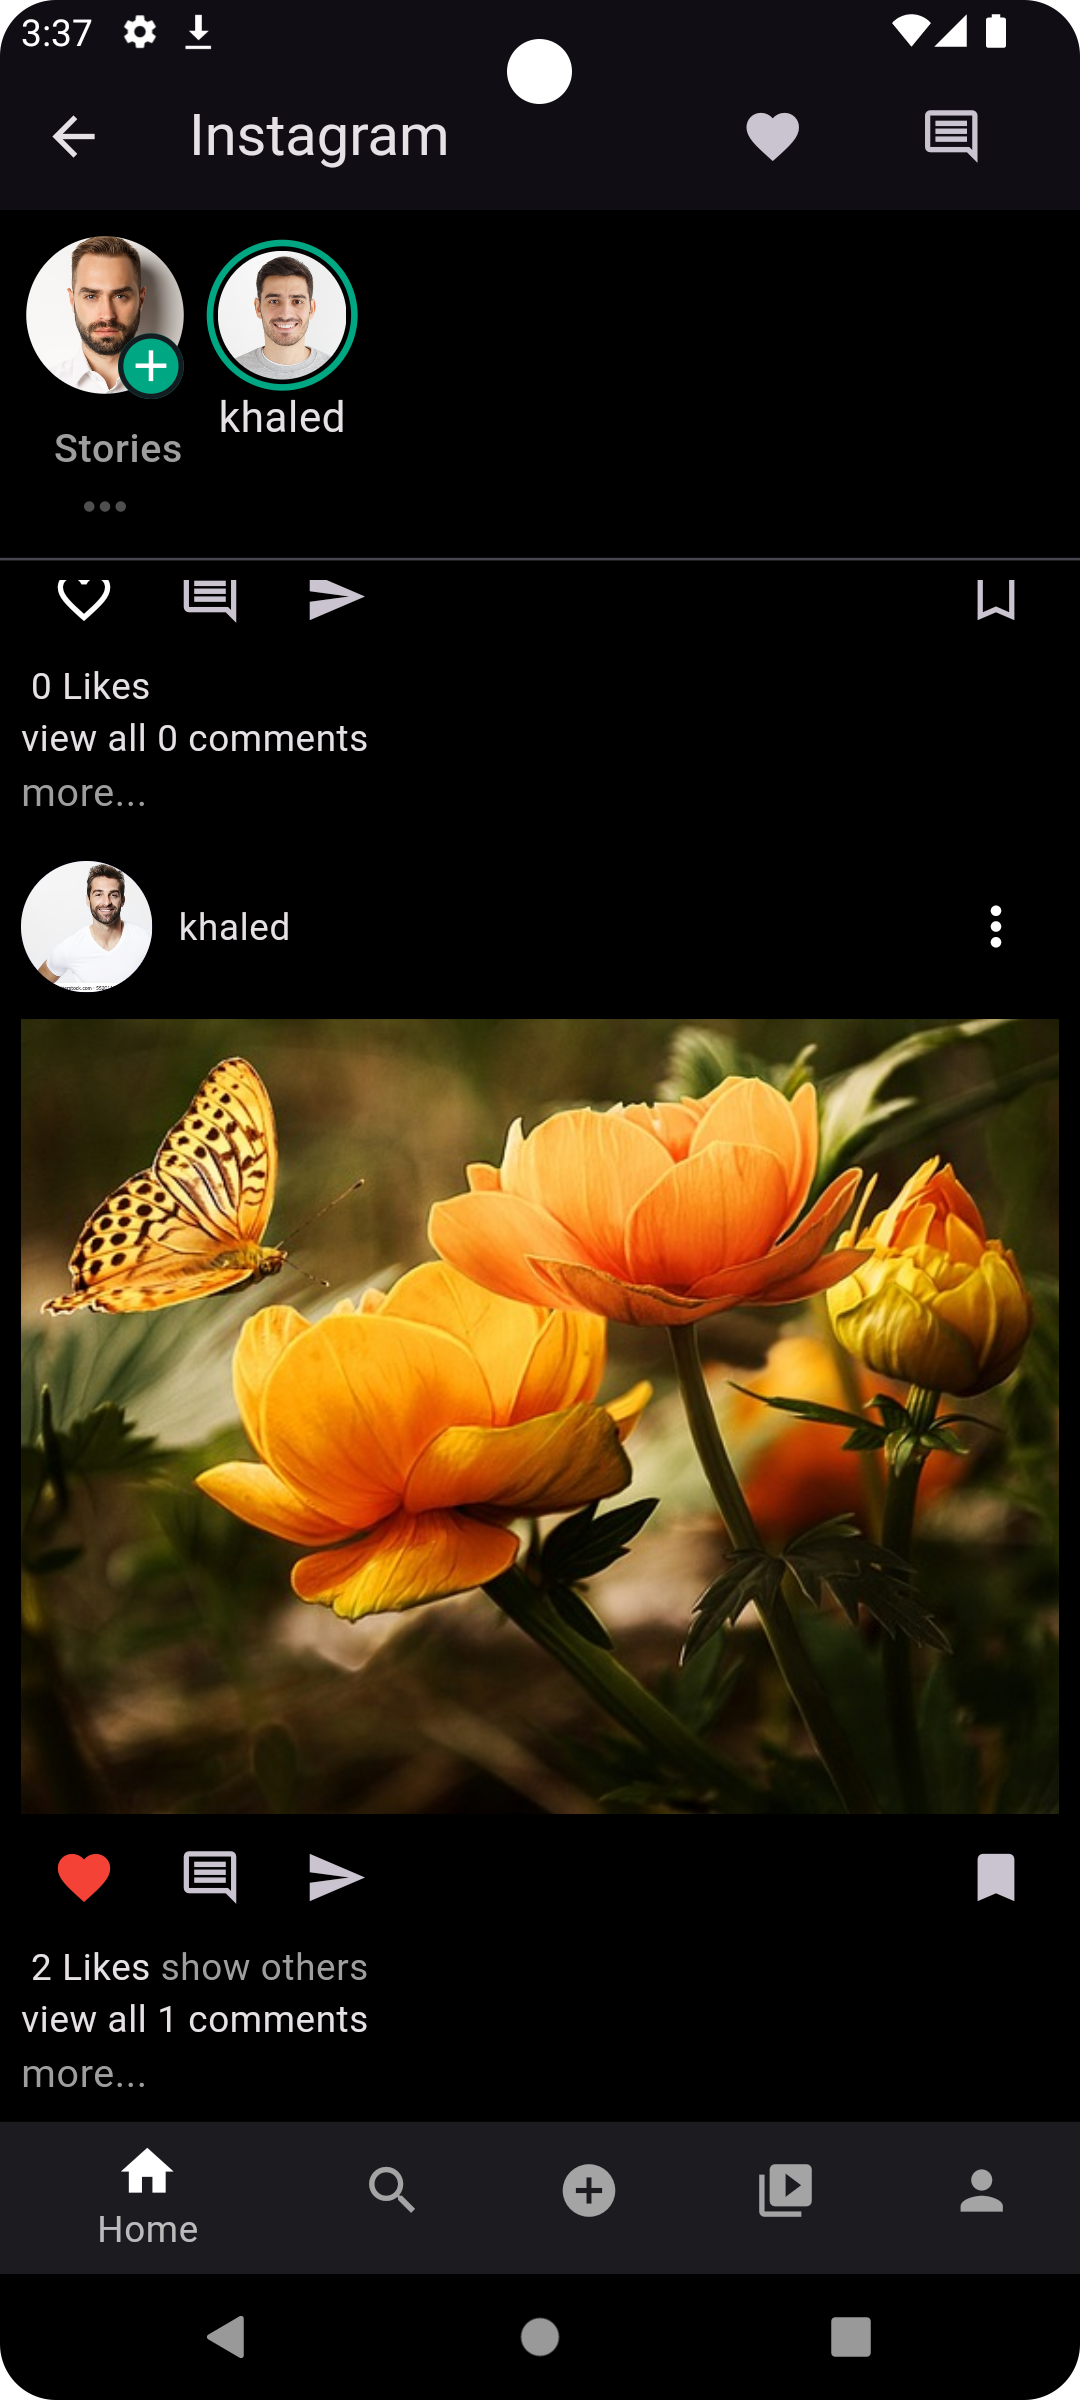 3:37
Instagram
khaled
Stories
0 Likes
view all 0 comments
more...
khaled
2 Likes show others
view all 1 comments
more...
Home